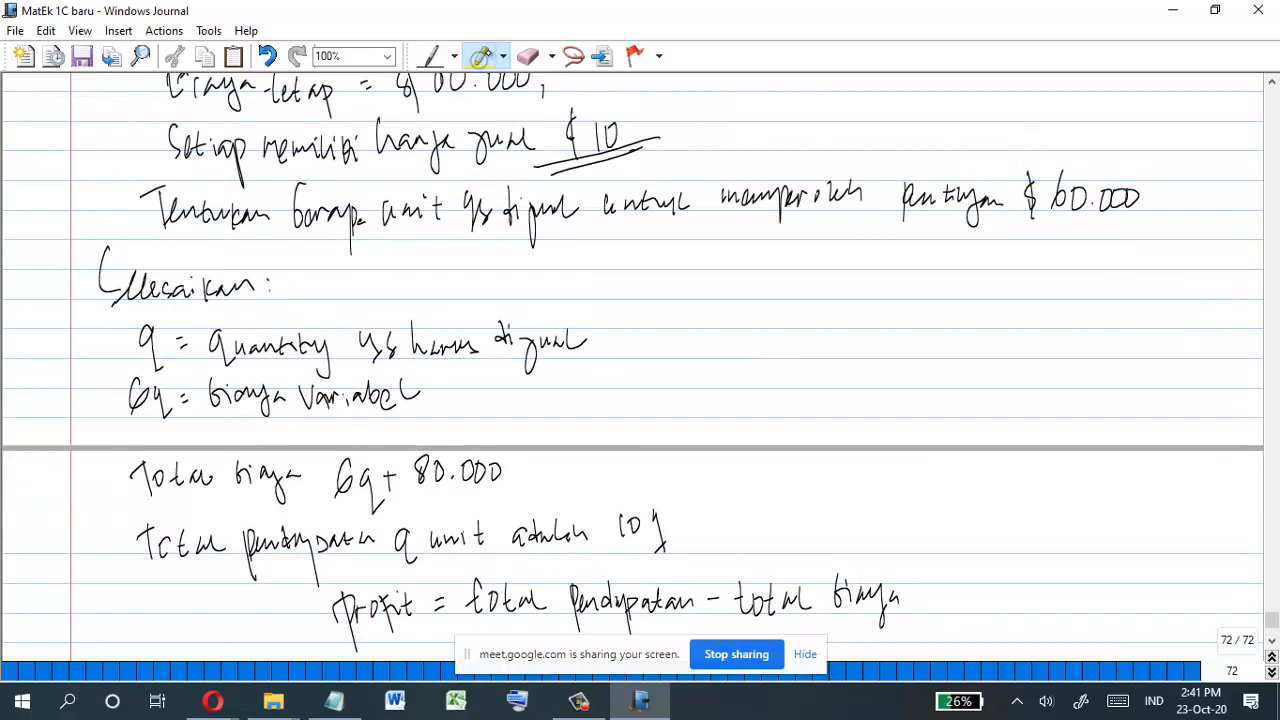 MatEk 1C baru - Windows Journal
File Edit View Insert Actions Tools Help
100%
Biaya tetap = $ 80.000,
Setiap memiliki harga jual $ 10
Tentukan berapa unit yg dijual untuk memperoleh $ 60.000
Selesaikan :
q = quantity yg harus dijual
6q = biaya variabel
Total biaya 6q + 80.000
Total pendapatan q unit adalah 10q
profit = total pendapatan - total biaya
meet.google.com is sharing your screen. Stop sharing Hide
72 / 72
72
26% IND 2:41 PM
23-Oct-20